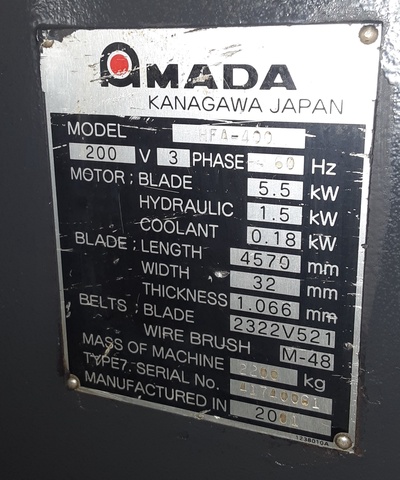 AMADA
KANAGAWA JAPAN
MODEL HFA-400
200 V 3 PHASE 60 Hz
MOTOR; BLADE 5.5 kW
HYDRAULIC 1.5 kW
COOLANT 0.18 kW
BLADE; LENGTH 4570 mm
WIDTH 32 mm
THICKNESS 1.066 mm
BELTS; BLADE 2322V521
WIRE BRUSH M-48
MASS OF MACHINE kg
TYPE7. SERIAL No.
MANUFACTURED IN 2001
1236010A